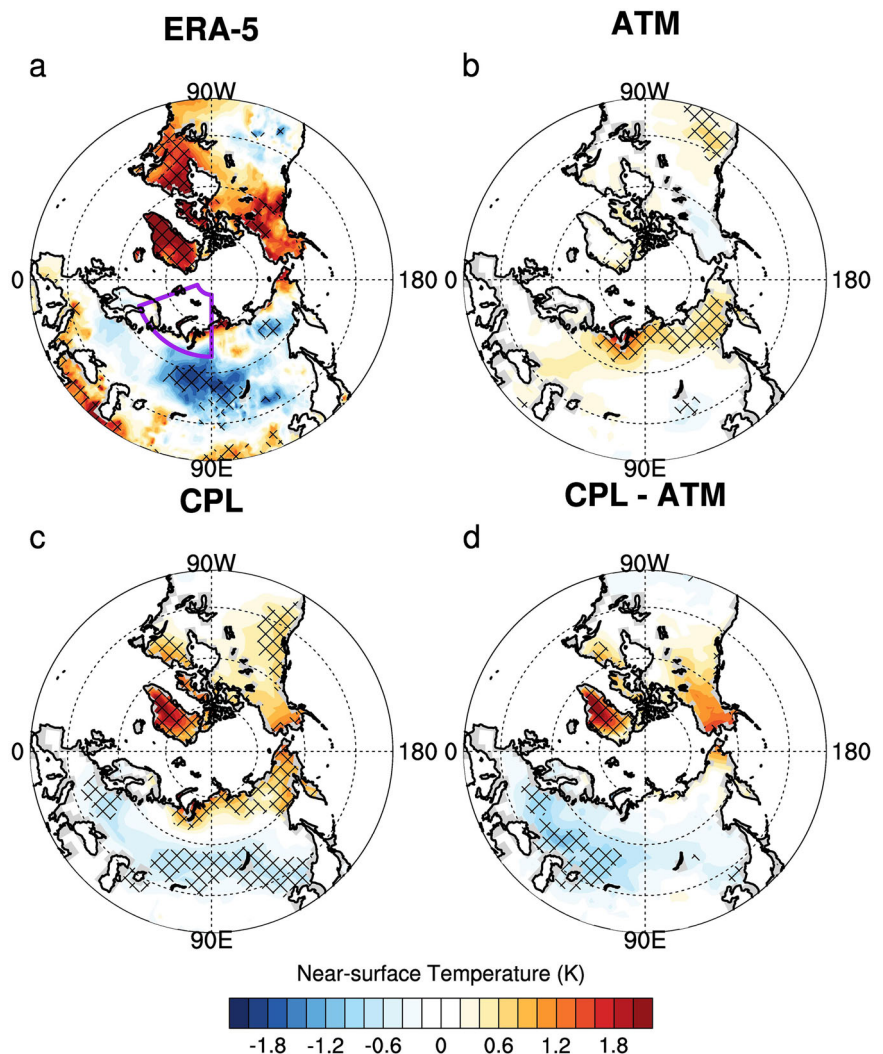 ERA-5
ATM
a
b
90W
90W
0
180
0
180
90E
90E
CPL
CPL - ATM
c
d
90W
90W
0
180
0
180
90E
90E
Near-surface Temperature (K)
-1.8 -1.2 -0.6 0 0.6 1.2 1.8